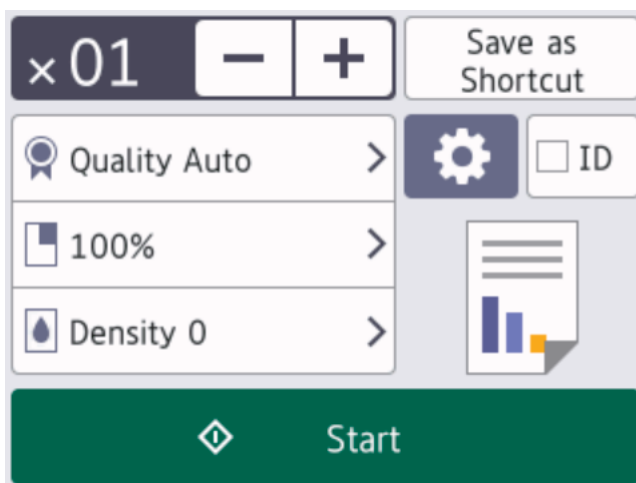 ×01 − +
Save as
Shortcut
Quality Auto
ID
100%
Density 0
Start